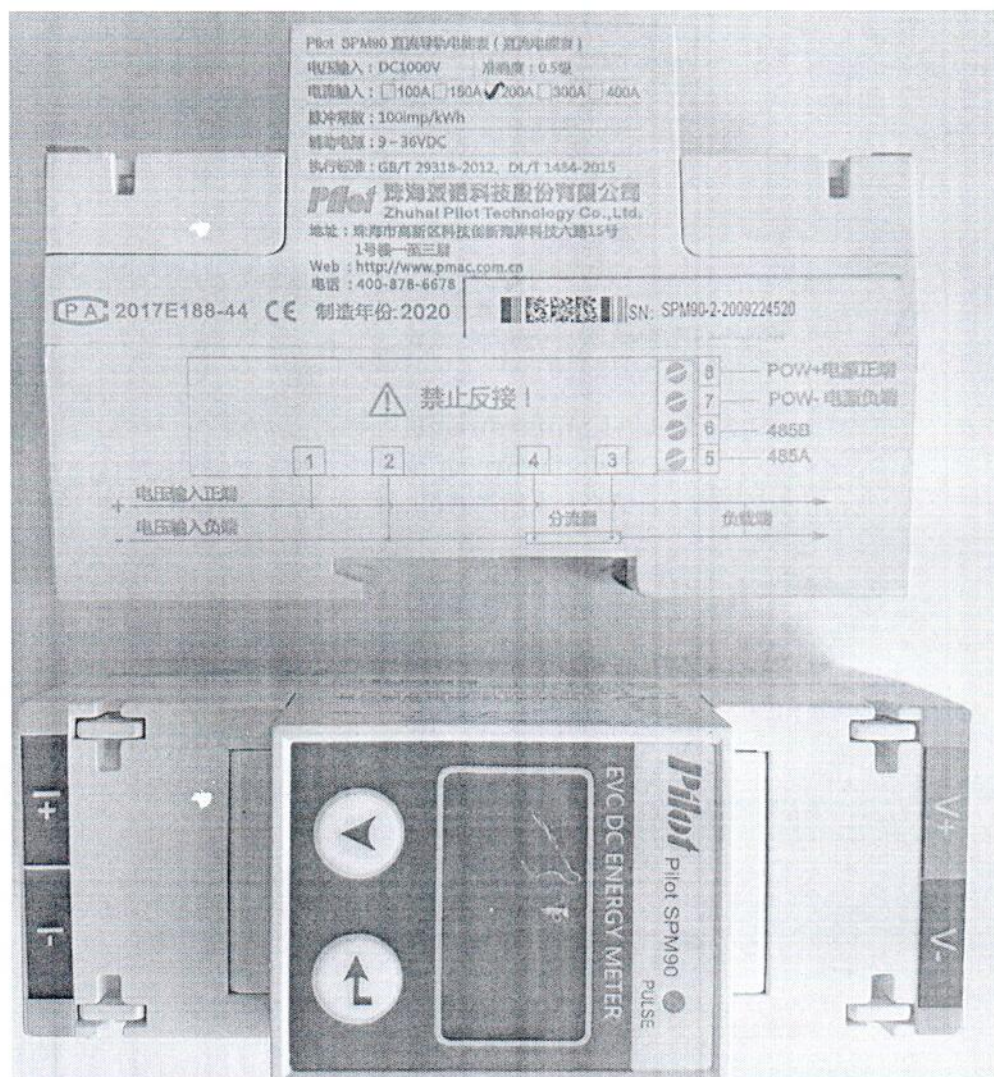 Pilot SPM90 直流导轨电能表(直流电能表)
电压输入:DC1000V 准确度:0.5级
电流输入:□100A□150A✓200A□300A□400A
脉冲常数:100imp/kWh
辅助电源:9-36VDC
执行标准:GB/T 29318-2012, DL/T 1484-2015
Pilot 珠海派诺科技股份有限公司
Zhuhai Pilot Technology Co.,Ltd.
地址:珠海市高新区科技创新海岸科技六路15号
1号楼一至三层
Web:http://www.pmac.com.cn
电话:400-878-6678
CPA 2017E188-44 CE 制造年份:2020 SN: SPM90-2-2009224520
禁止反接!
8 POW+电源正端
7 POW-电源负端
6 485B
5 485A
1 2 4 3
+ 电压输入正端
- 电压输入负端 分流器 负载端
I+
I-
EVC DC ENERGY METER
Pilot
Pilot SPM90
PULSE
V+
V-